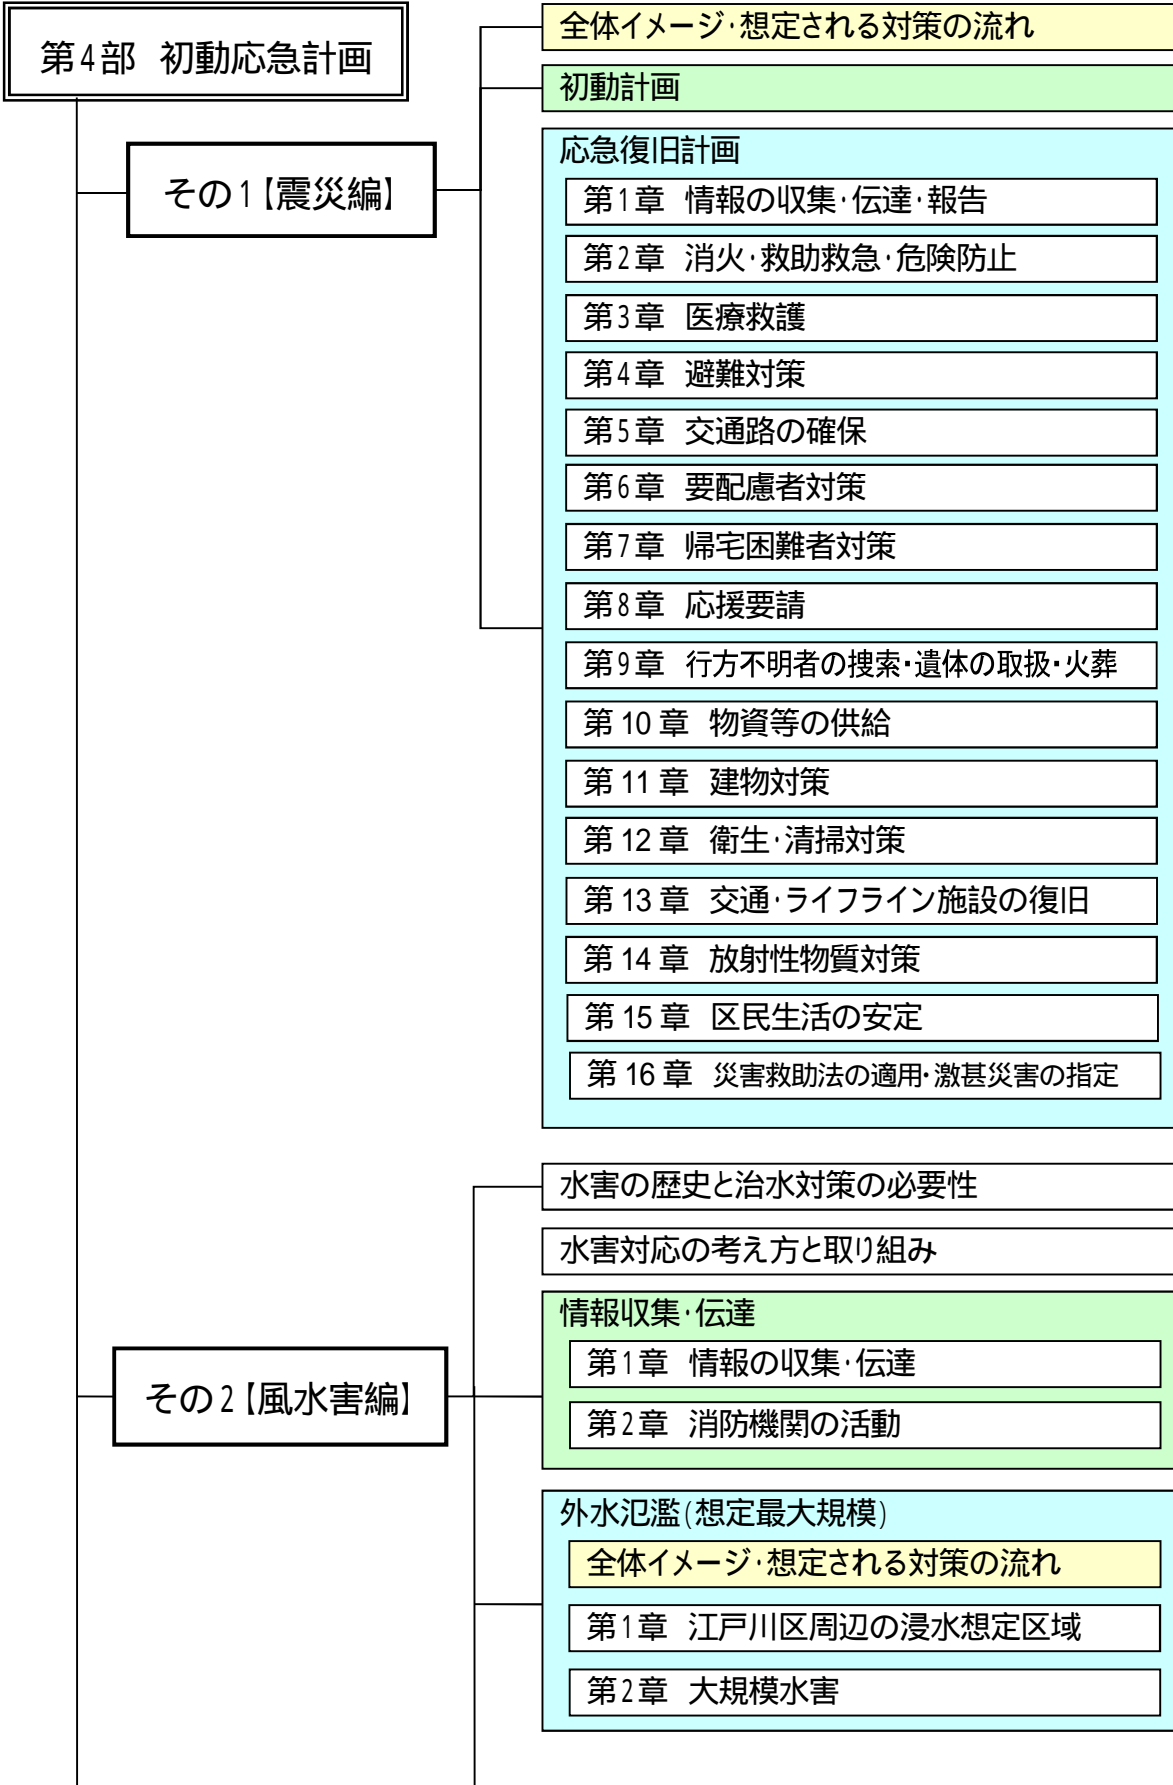 第4部 初動応急計画
全体イメージ・想定される対策の流れ
初動計画
その1【震災編】
応急復旧計画
第1章 情報の収集・伝達・報告
第2章 消火・救助救急・危険防止
第3章 医療救護
第4章 避難対策
第5章 交通路の確保
第6章 要配慮者対策
第7章 帰宅困難者対策
第8章 応援要請
第9章 行方不明者の捜索・遺体の取扱・火葬
第10章 物資等の供給
第11章 建物対策
第12章 衛生・清掃対策
第13章 交通・ライフライン施設の復旧
第14章 放射性物質対策
第15章 区民生活の安定
第16章 災害救助法の適用・激甚災害の指定
その2【風水害編】
水害の歴史と治水対策の必要性
水害対応の考え方と取り組み
情報収集・伝達
第1章 情報の収集・伝達
第2章 消防機関の活動
外水氾濫(想定最大規模)
全体イメージ・想定される対策の流れ
第1章 江戸川区周辺の浸水想定区域
第2章 大規模水害